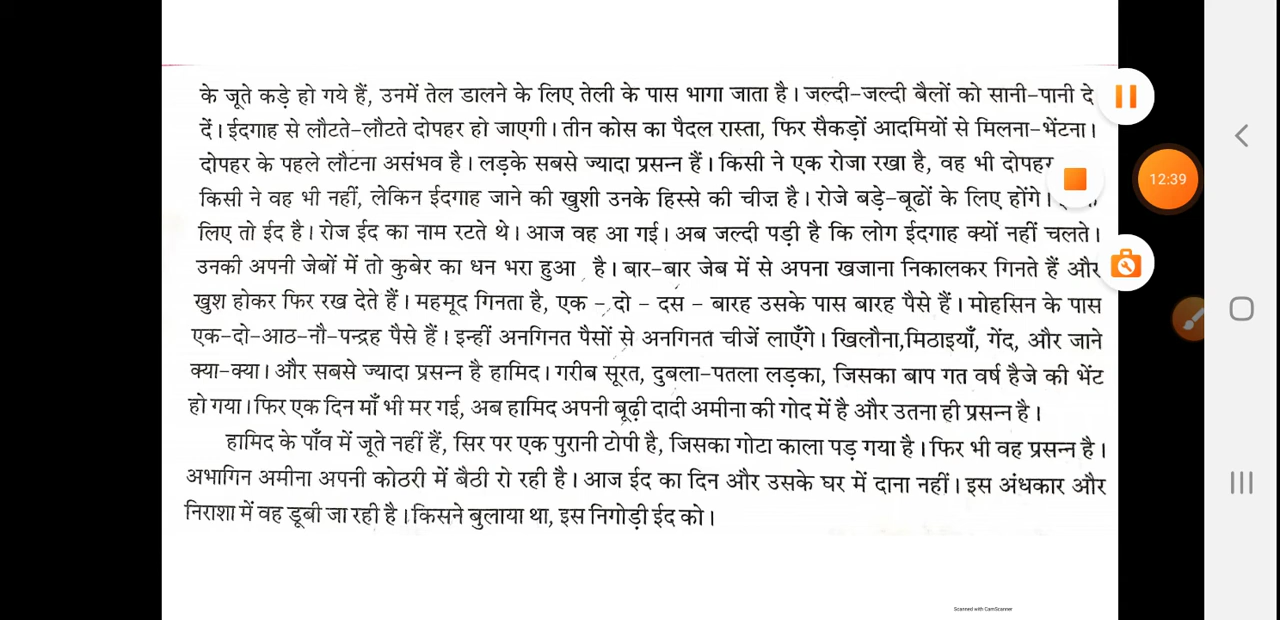 के जूते कड़े हो गये हैं, उनमें तेल डालने के लिए तेली के पास भागा जाता है। जल्दी-जल्दी बैलों को सानी-पानी दे
दें। ईदगाह से लौटते-लौटते दोपहर हो जाएगी। तीन कोस का पैदल रास्ता, फिर सैकड़ों आदमियों से मिलना-भेंटना।
दोपहर के पहले लौटना असंभव है। लड़के सबसे ज्यादा प्रसन्न हैं। किसी ने एक रोजा रखा है, वह भी दोपहर
किसी ने वह भी नहीं, लेकिन ईदगाह जाने की खुशी उनके हिस्से की चीज़ है। रोजे बड़े-बूढों के लिए होंगे।
लिए तो ईद है। रोज ईद का नाम रटते थे। आज वह आ गई। अब जल्दी पड़ी है कि लोग ईदगाह क्यों नहीं चलते।
उनकी अपनी जेबों में तो कुबेर का धन भरा हुआ है। बार-बार जेब में से अपना खजाना निकालकर गिनते हैं और
खुश होकर फिर रख देते हैं। महमूद गिनता है, एक - दो - दस - बारह उसके पास बारह पैसे हैं। मोहसिन के पास
एक-दो-आठ-नौ-पन्द्रह पैसे हैं। इन्हीं अनगिनत पैसों से अनगिनत चीजें लाएँगे। खिलौना,मिठाइयाँ, गेंद, और जाने
क्या-क्या। और सबसे ज्यादा प्रसन्न है हामिद। गरीब सूरत, दुबला-पतला लड़का, जिसका बाप गत वर्ष हैजे की भेंट
हो गया। फिर एक दिन माँ भी मर गई, अब हामिद अपनी बूढ़ी दादी अमीना की गोद में है और उतना ही प्रसन्न है।
हामिद के पाँव में जूते नहीं हैं, सिर पर एक पुरानी टोपी है, जिसका गोटा काला पड़ गया है। फिर भी वह प्रसन्न है।
अभागिन अमीना अपनी कोठरी में बैठी रो रही है। आज ईद का दिन और उसके घर में दाना नहीं। इस अंधकार और
निराशा में वह डूबी जा रही है। किसने बुलाया था, इस निगोड़ी ईद को।
12:39
Scanned with CamScanner